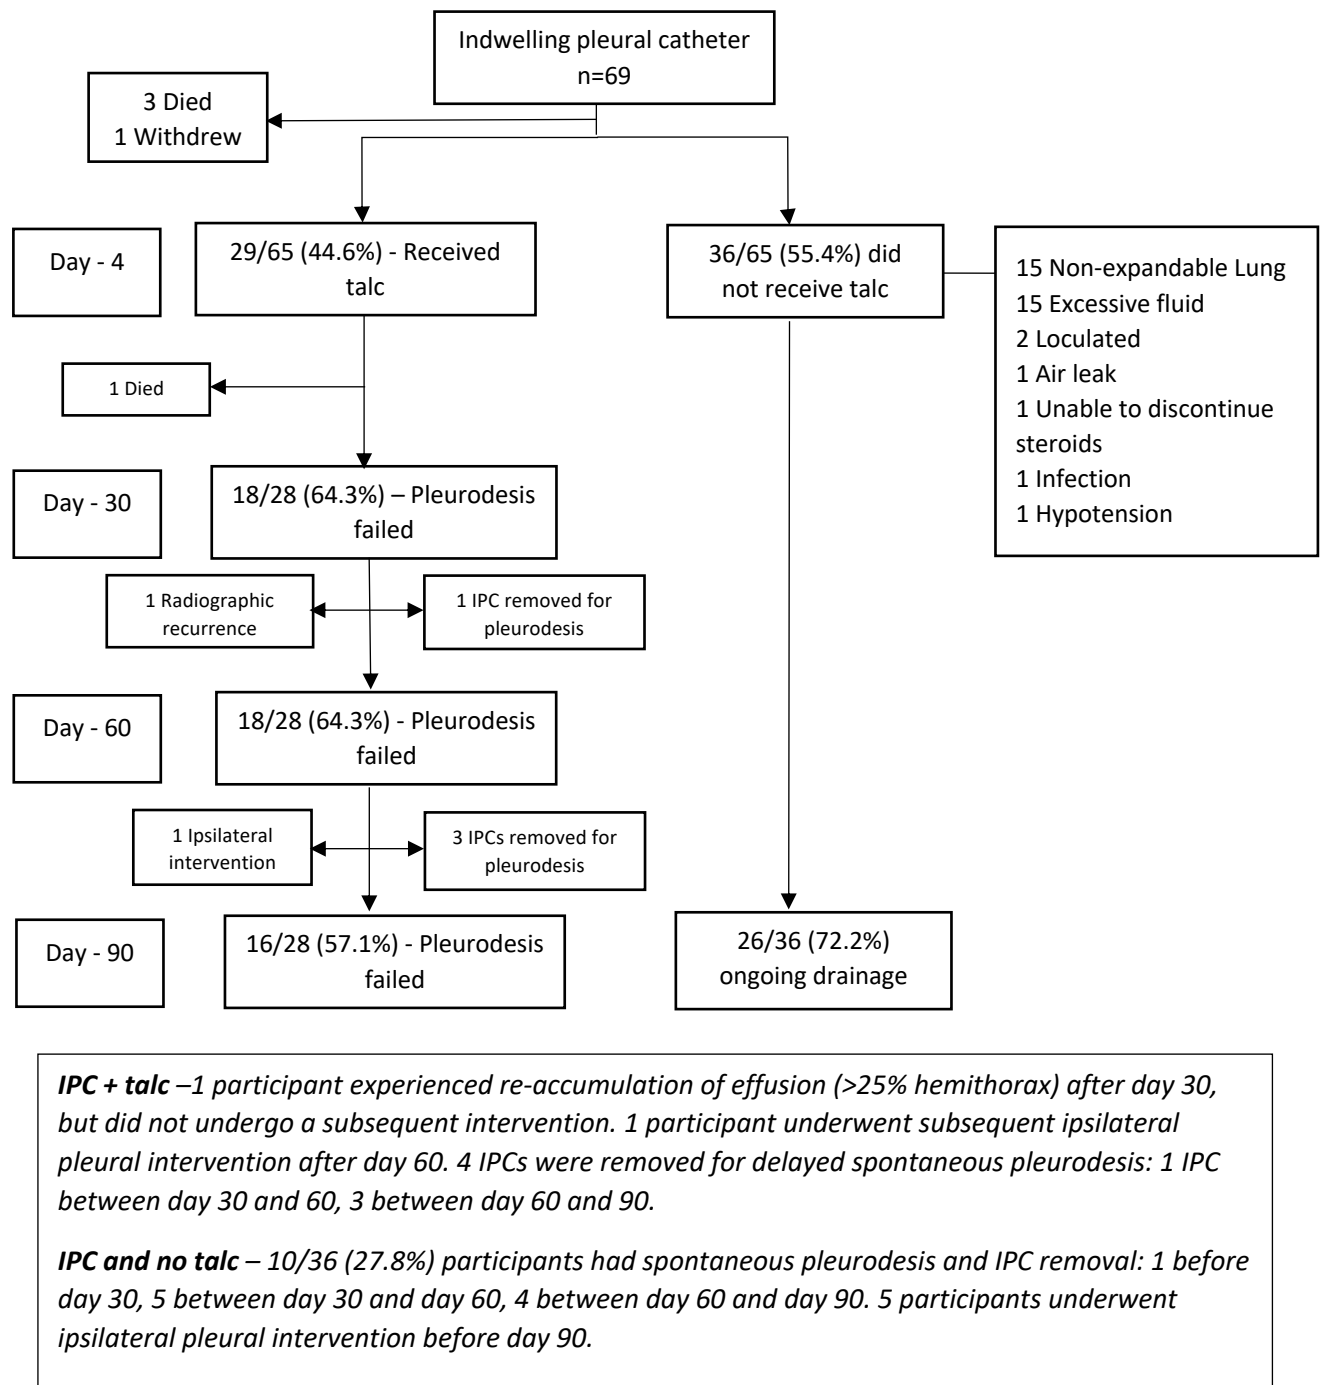 Indwelling pleural catheter
n=69
3 Died
1 Withdrew
Day - 4
29/65 (44.6%) - Received
talc
36/65 (55.4%) did
not receive talc
15 Non-expandable Lung
15 Excessive fluid
2 Loculated
1 Air leak
1 Unable to discontinue
steroids
1 Infection
1 Hypotension
1 Died
Day - 30
18/28 (64.3%) – Pleurodesis
failed
1 Radiographic
recurrence
1 IPC removed for
pleurodesis
Day - 60
18/28 (64.3%) - Pleurodesis
failed
1 Ipsilateral
intervention
3 IPCs removed for
pleurodesis
Day - 90
16/28 (57.1%) - Pleurodesis
failed
26/36 (72.2%)
ongoing drainage
IPC + talc –1 participant experienced re-accumulation of effusion (>25% hemithorax) after day 30,
but did not undergo a subsequent intervention. 1 participant underwent subsequent ipsilateral
pleural intervention after day 60. 4 IPCs were removed for delayed spontaneous pleurodesis: 1 IPC
between day 30 and 60, 3 between day 60 and 90.
IPC and no talc – 10/36 (27.8%) participants had spontaneous pleurodesis and IPC removal: 1 before
day 30, 5 between day 30 and day 60, 4 between day 60 and day 90. 5 participants underwent
ipsilateral pleural intervention before day 90.